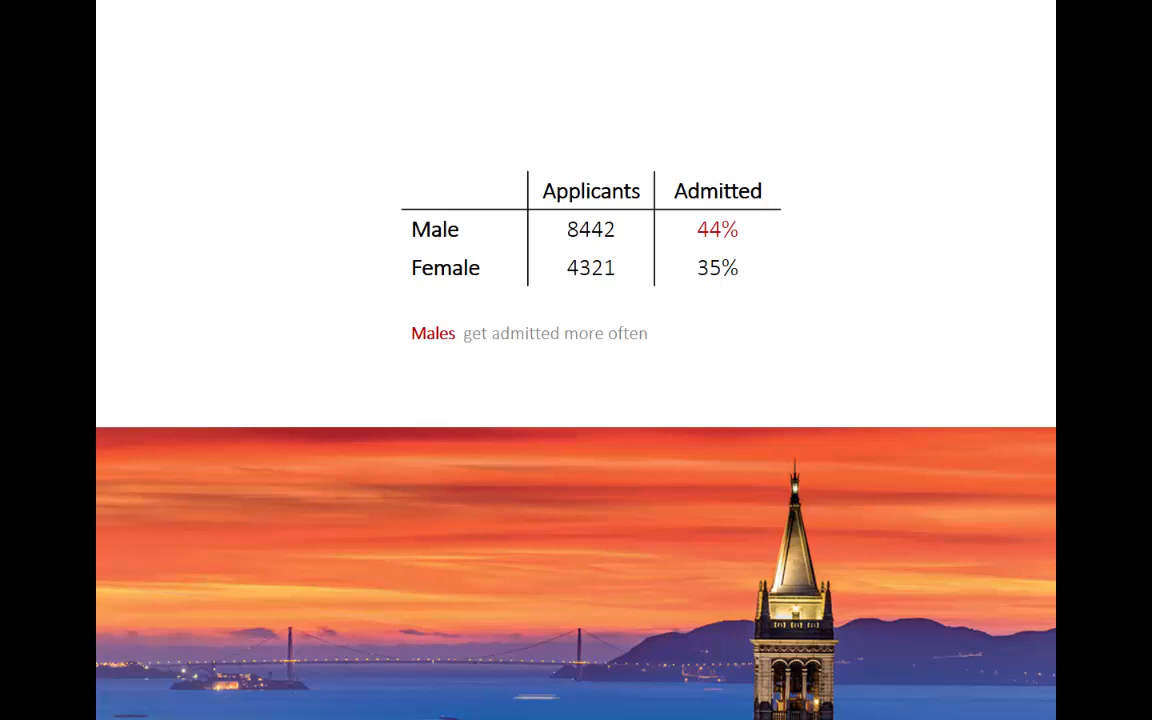 Applicants Admitted
Male 8442 44%
Female 4321 35%
Males get admitted more often